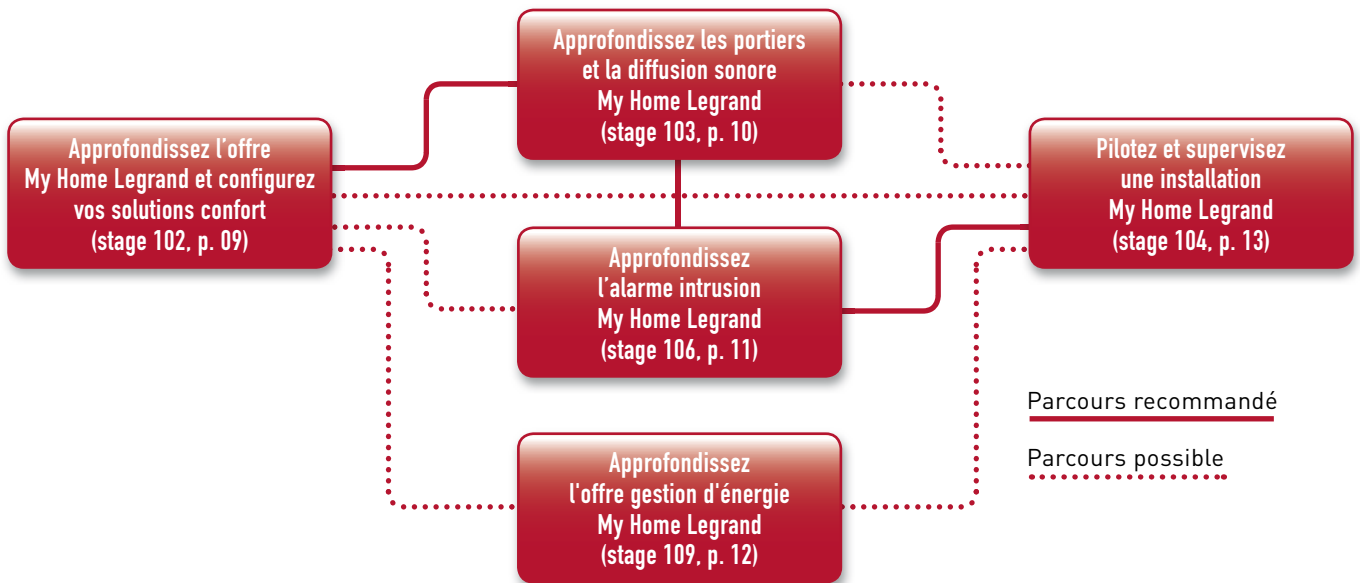 Approfondissez l’offre
My Home Legrand et configurez
vos solutions confort
(stage 102, p. 09)
Approfondissez les portiers
et la diffusion sonore
My Home Legrand
(stage 103, p. 10)
Approfondissez
l’alarme intrusion
My Home Legrand
(stage 106, p. 11)
Approfondissez
l'offre gestion d'énergie
My Home Legrand
(stage 109, p. 12)
Pilotez et supervisez
une installation
My Home Legrand
(stage 104, p. 13)
Parcours recommandé
Parcours possible